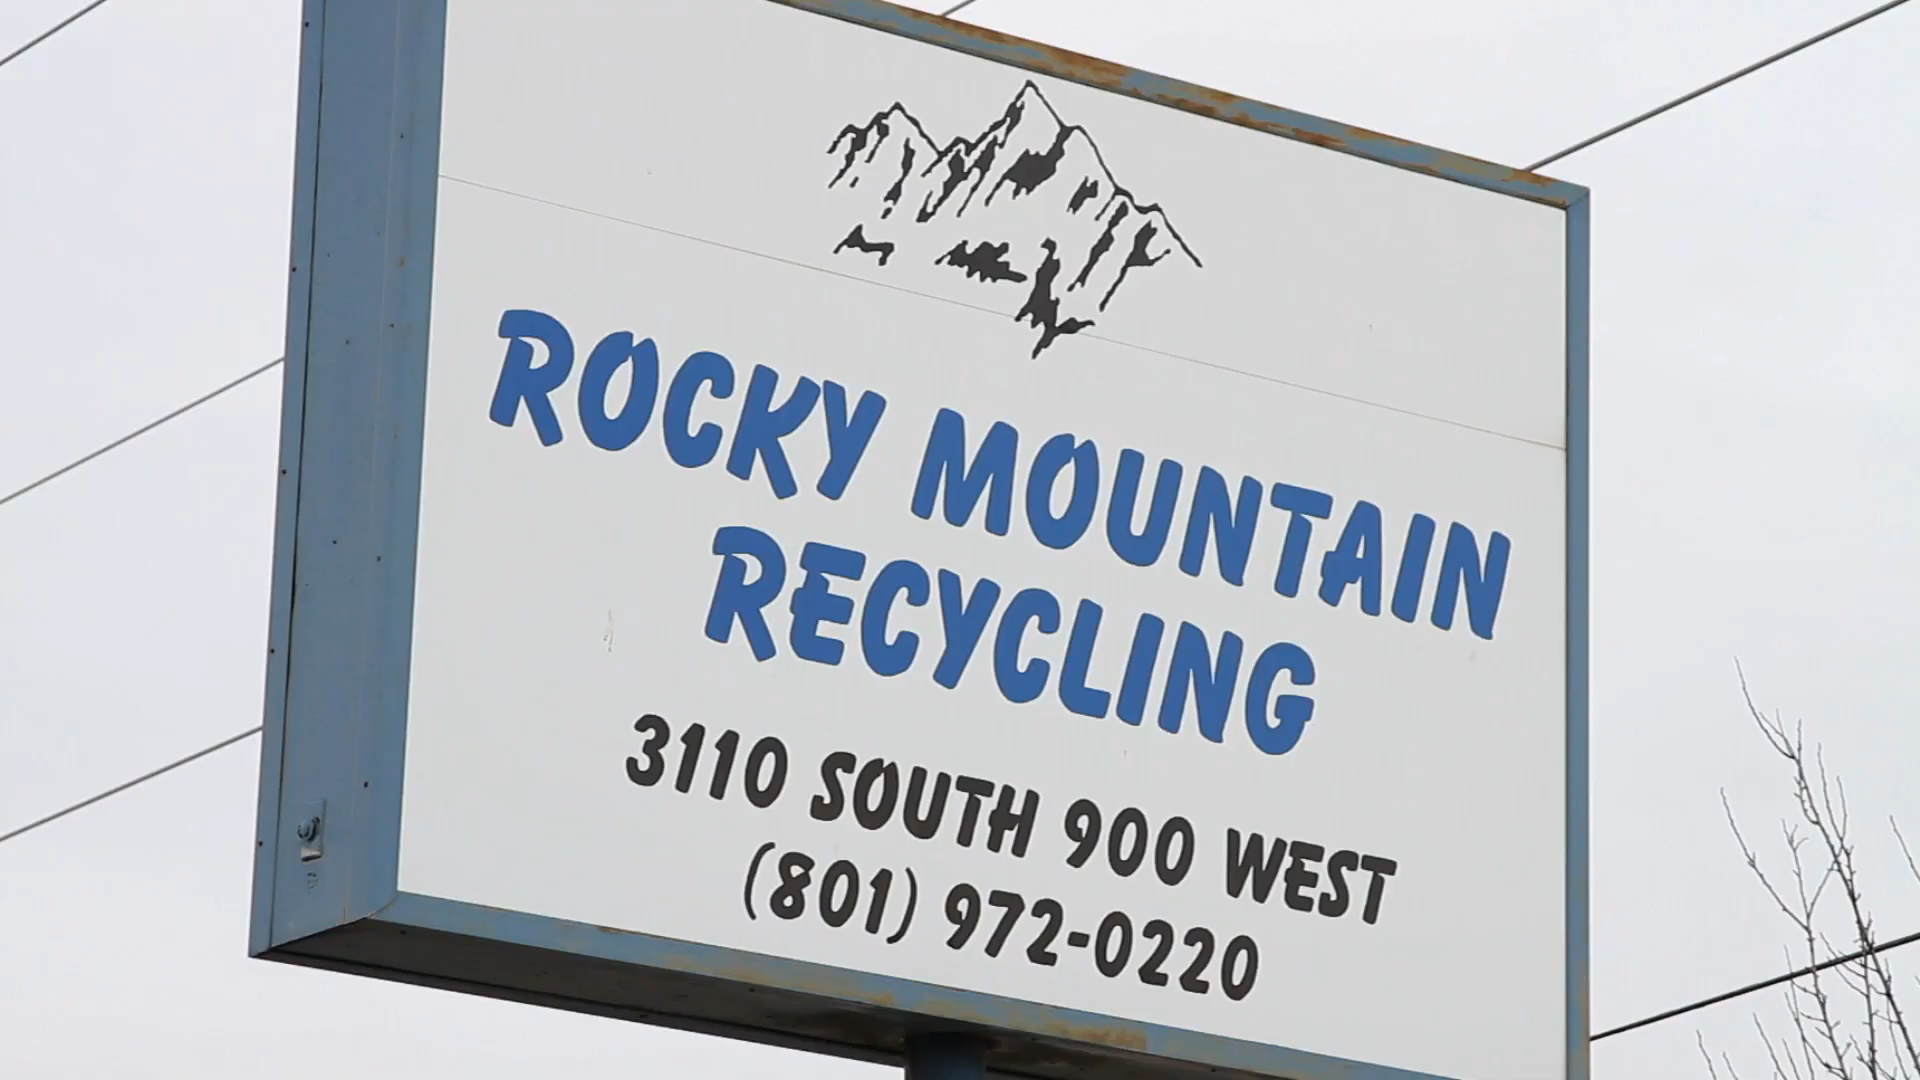 ROCKY MOUNTAIN
RECYCLING
3110 SOUTH 900 WEST
(801) 972-0220